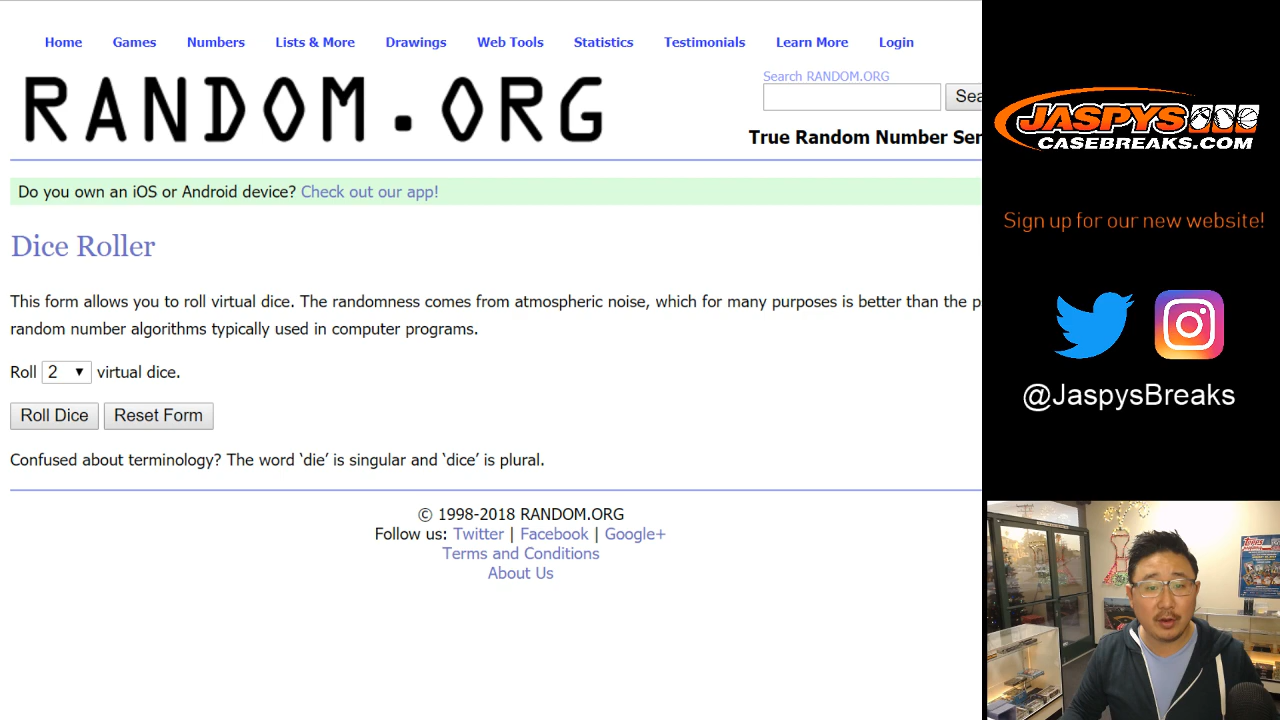 Home Games Numbers Lists & More Drawings Web Tools Statistics Testimonials Learn More Login
RANDOM.ORG
Search RANDOM.ORG
Sea
True Random Number Ser
Do you own an iOS or Android device? Check out our app!
Dice Roller
This form allows you to roll virtual dice. The randomness comes from atmospheric noise, which for many purposes is better than the p
random number algorithms typically used in computer programs.
Roll 2 virtual dice.
Roll Dice Reset Form
Confused about terminology? The word ‘die’ is singular and ‘dice’ is plural.
© 1998-2018 RANDOM.ORG
Follow us: Twitter | Facebook | Google+
Terms and Conditions
About Us
JASPYS
CASEBREAKS.COM
Sign up for our new website!
@JaspysBreaks
TOPPS